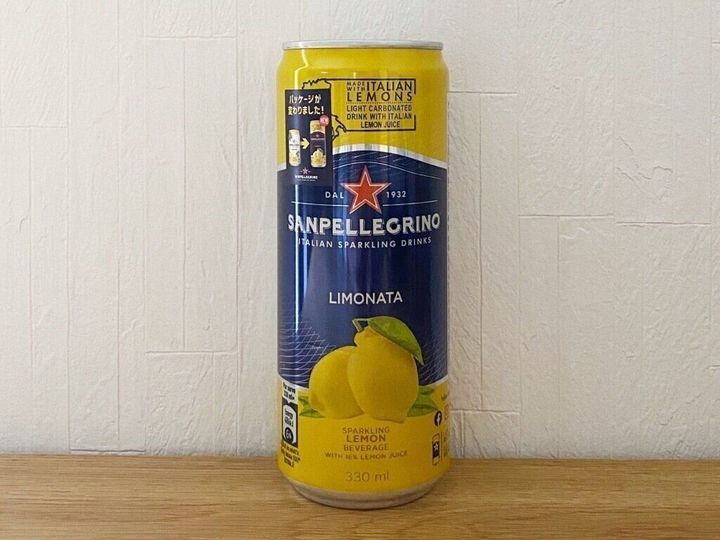 MADE WITH ITALIAN
LEMONS
LIGHT CARBONATED
DRINK WITH ITALIAN
LEMON JUICE
パッケージが
変わりました!
SANPELLEGRINO
DAL 1932
SANPELLEGRINO
ITALIAN SPARKLING DRINKS
LIMONATA
SPARKLING
LEMON
BEVERAGE
WITH 16% LEMON JUICE
330 ml